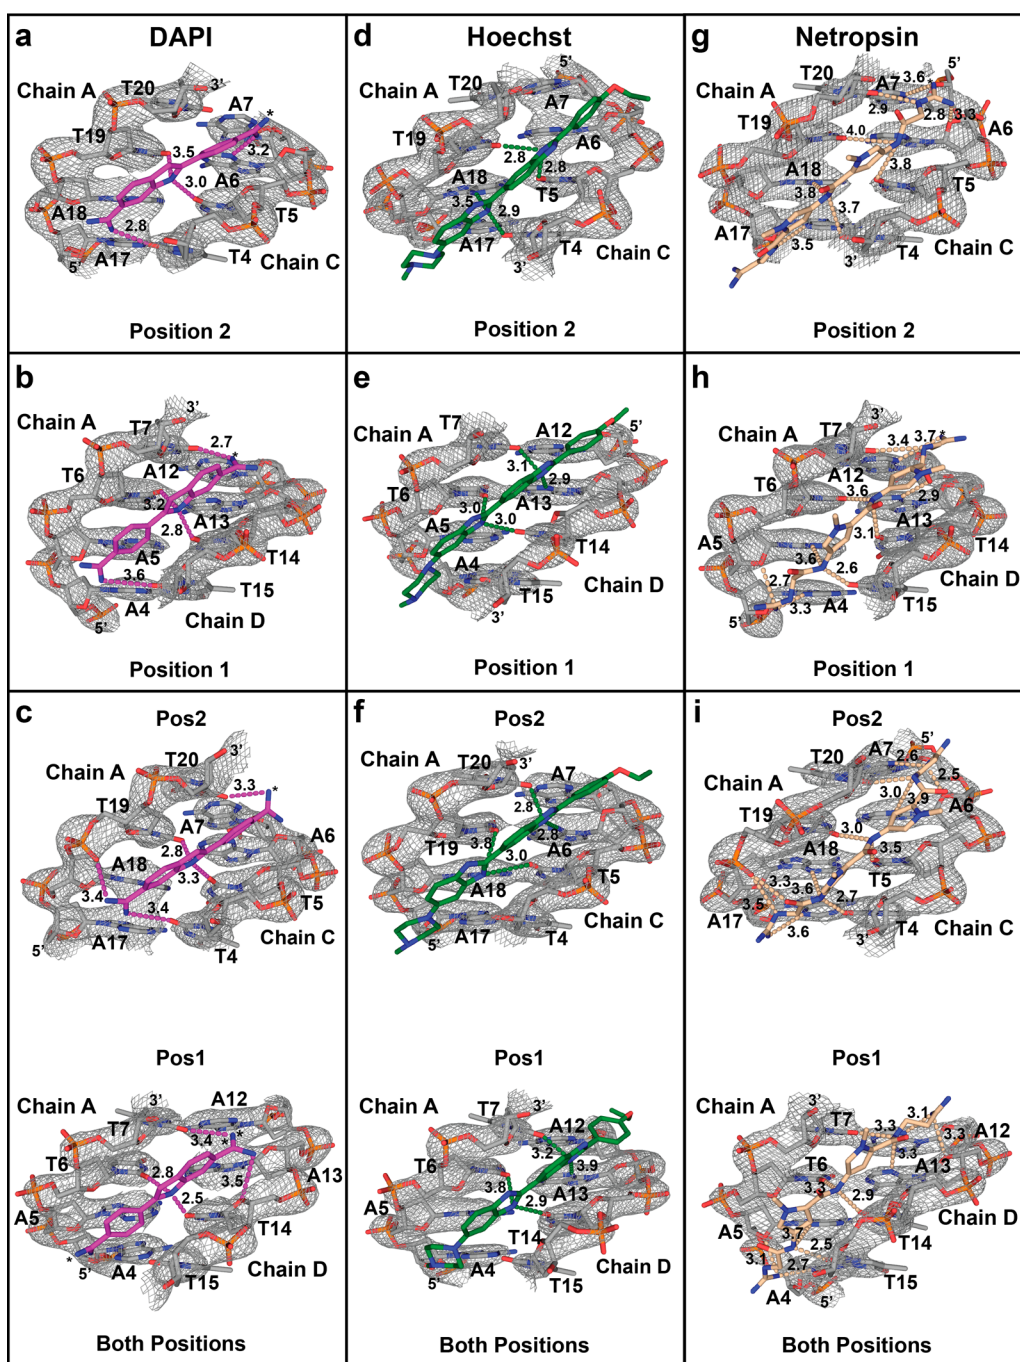 a DAPI
Chain A
T20
3'
A7
*
T19
3.2
3.5
3.0
A6
T5
A18
2.8
A17
5'
T4
Chain C
Position 2
d Hoechst
5'
Chain A
T20
3'
A7
T19
A6
2.8
2.8
A18
T5
3.5
2.9
A17
T4
3'
Chain C
Position 2
g Netropsin
5'
T20
A7
3.6
*
Chain A
2.9
2.8
3.3
T19
A6
4.0
3.8
A18
T5
3.8
3.7
A17
3.5
T4
3'
Chain C
Position 2
b
3'
Chain A
T7
2.7
*
A12
T6
3.2
A13
2.8
A5
T14
3.6
A4
T15
5'
Chain D
Position 1
e
Chain A
T7
3'
A12
5'
3.1
2.9
T6
A13
3.0
A5
3.0
T14
A4
T15
3'
Chain D
Position 1
h
3'
Chain A
T7
3.4
3.7
*
A12
T6
3.6
2.9
A13
3.1
A5
T14
3.6
2.6
2.7
Chain D
3.3
A4
T15
5'
Position 1
c
Pos2
3'
T20
Chain A
3.3
*
T19
A7
A6
2.8
A18
3.3
T5
3.4
3.4
A17
5'
T4
Chain C
Pos1
Chain A
3'
A12
T7
3.4
*
*
T6
2.8
A13
3.5
2.5
A5
T14
*
5'
A4
T15
Chain D
Both Positions
f
Pos2
3'
T20
A7
Chain A
2.8
T19
3.8
2.8
A6
3.0
A18
T5
5'
A17
T4
Chain C
Pos1
T7
3'
Chain A
A12
3.2
T6
3.9
3.8
A13
A5
2.9
T14
A4
5'
T15
Chain D
Both Positions
i
Pos2
5'
T20
A7
2.6
Chain A
2.5
3.0
3.9
A6
T19
3.0
A18
3.5
T5
3.3
3.6
2.7
3.5
A17
3.6
T4
3'
Chain C
Pos1
3'
Chain A
T7
3.1
3.3
3.3
A12
3.3
T6
A13
3.3
2.9
A5
3.7
T14
2.5
3.1
2.7
T15
A4
5'
Chain D
Both Positions